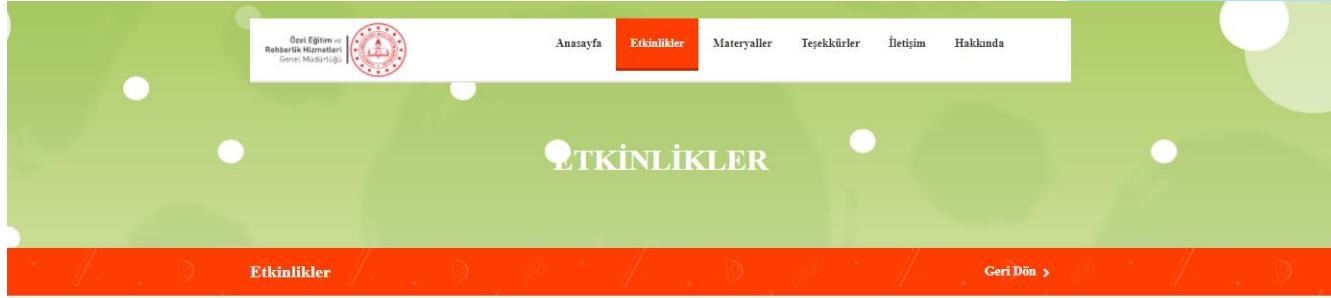 Özel Eğitim ve
Rehberlik Hizmetleri
Genel Müdürlüğü
Anasayfa Etkinlikler Materyaller Teşekkürler İletişim Hakkında
ETKİNLİKLER
Etkinlikler
Geri Dön >